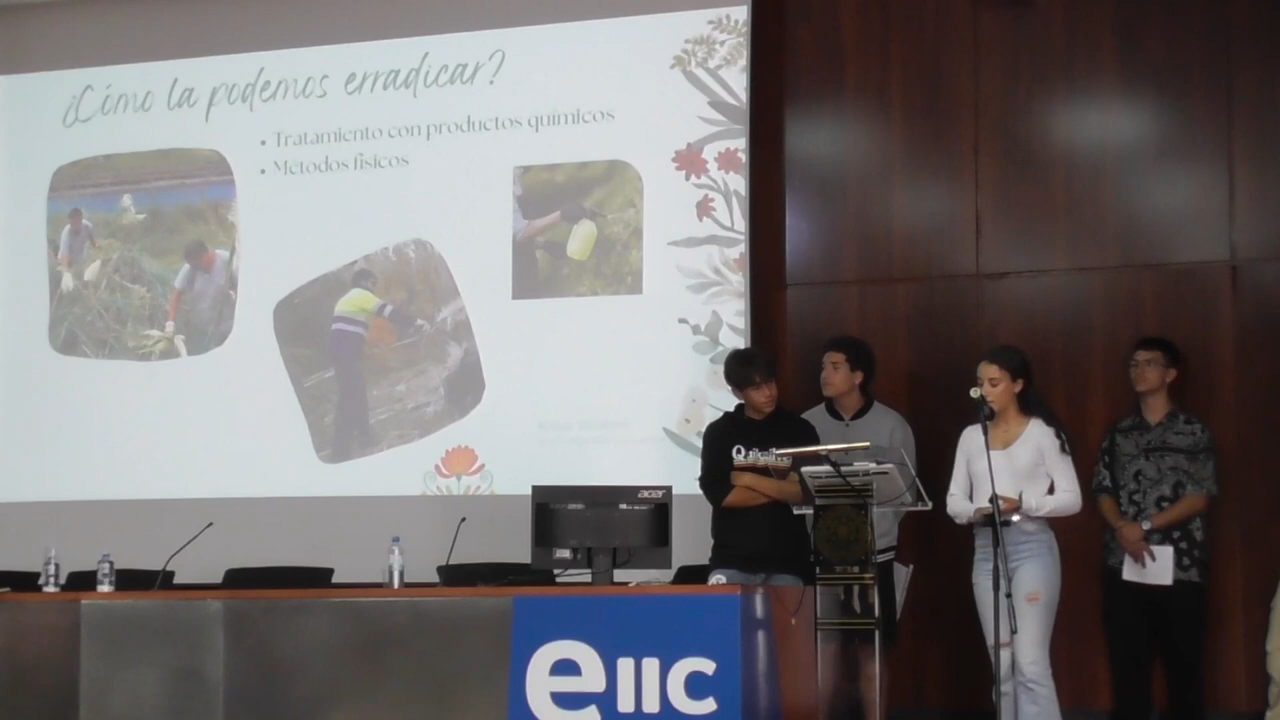 ¿Cómo la podemos erradicar?
• Tratamiento con productos químicos
• Métodos físicos
acer
eiic